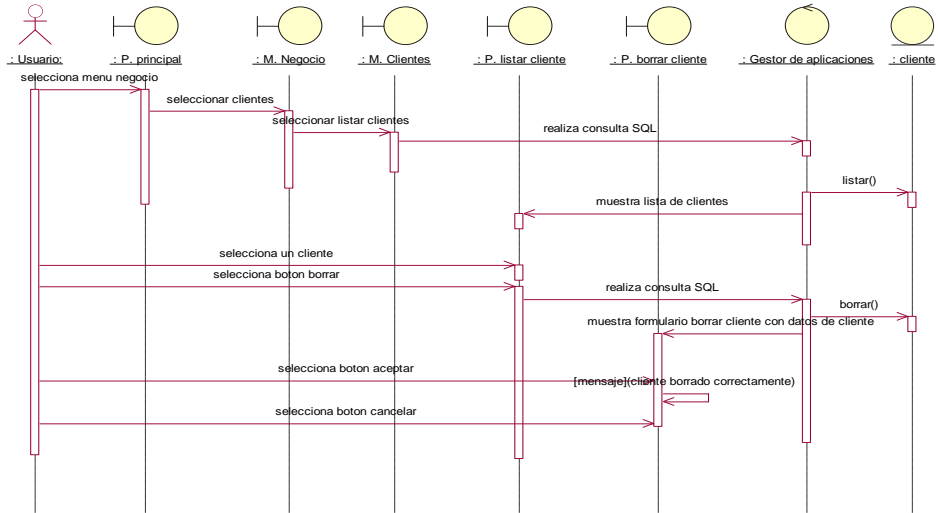 : Usuario:
: P. principal
: M. Negocio
: M. Clientes
: P. listar cliente
: P. borrar cliente
: Gestor de aplicaciones
: cliente
selecciona menu negocio
seleccionar clientes
seleccionar listar clientes
realiza consulta SQL
listar()
muestra lista de clientes
selecciona un cliente
selecciona boton borrar
realiza consulta SQL
borrar()
muestra formulario borrar cliente con datos de cliente
selecciona boton aceptar
[mensaje](cliente borrado correctamente)
selecciona boton cancelar